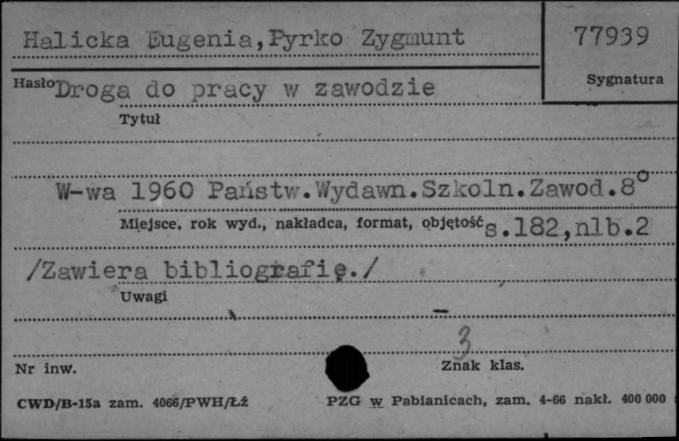 Halicka Eugenia,Pyrko Zygmunt
77939
Sygnatura
Hasło Droga do pracy w zawodzie
Tytuł
W-wa 1960 Państw.Wydawn.Szkoln.Zawod.8°
Miejsce, rok wyd., nakładca, format, objętość s.182,nlb.2
/Zawiera bibliografię./
Uwagi
3
Nr inw.
Znak klas.
CWD/B-15a zam. 4066/PWH/Łź
PZG w Pabianicach, zam. 4-66 nakł. 400 000